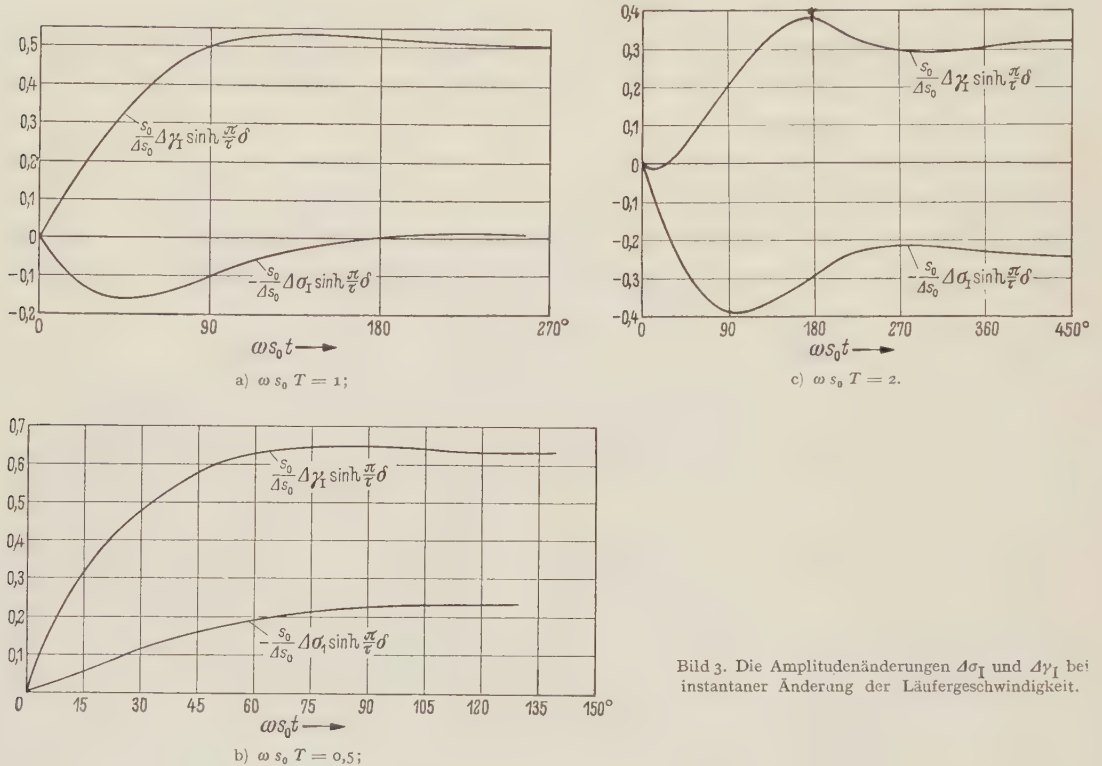 0,5
0,4
0,3
0,2
0,1
0
-0,1
-0,2
s₀/Δs₀ Δγ_I sinh π/τ δ
-s₀/Δs₀ Δσ_I sinh π/τ δ
0 90 180 270°
ωs₀t →
a) ω s₀ T = 1;
0,4
0,3
0,2
0,1
0
-0,1
-0,2
-0,3
-0,4
s₀/Δs₀ Δγ_I sinh π/τ δ
-s₀/Δs₀ Δσ_I sinh π/τ δ
0 90 180 270 360 450°
ωs₀t →
c) ω s₀ T = 2.
0,7
0,6
0,5
0,4
0,3
0,2
0,1
s₀/Δs₀ Δγ_I sinh π/τ δ
-s₀/Δs₀ Δσ₁ sinh π/τ δ
0 15 30 45 60 75 90 105 120 135 150°
ωs₀t →
b) ω s₀ T = 0,5;
Bild 3. Die Amplitudenänderungen Δσ_I und Δγ_I bei
instantaner Änderung der Läufergeschwindigkeit.